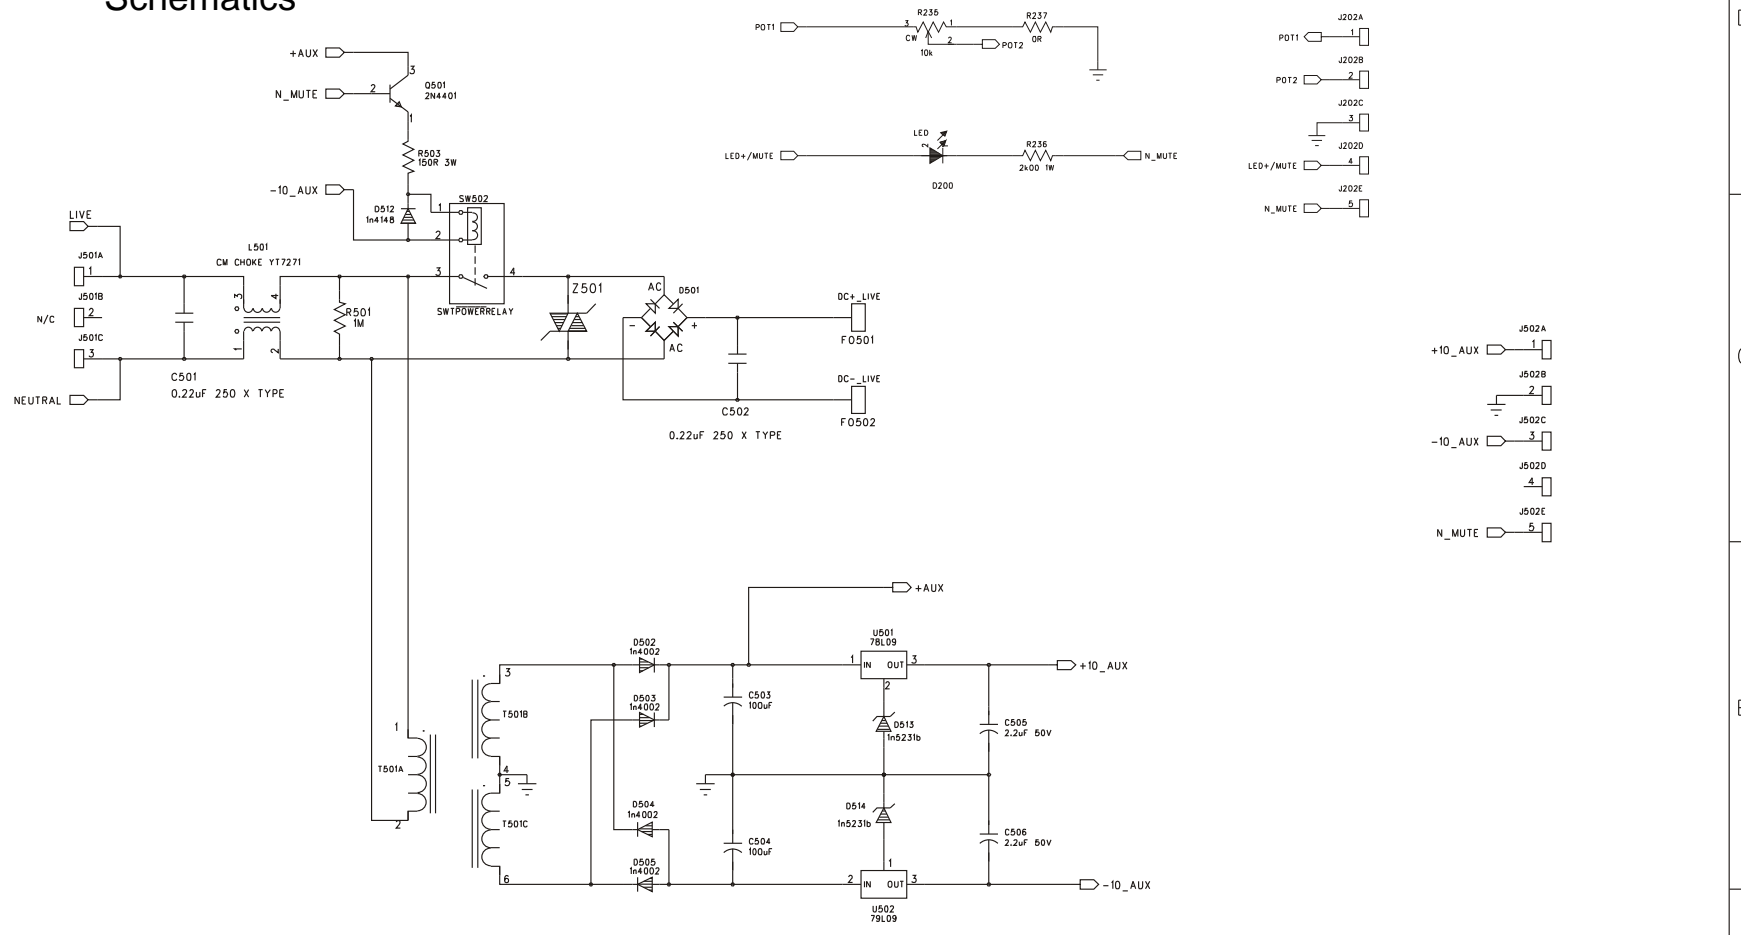 Schematics
+AUX
3
Q501
2N4401
N_MUTE
2
1
R503
150R 3W
-10_AUX
D512
1n4148
SW502
1
2
3
4
SWTPOWERRELAY
LIVE
J501A
1
J501B
2
N/C
J501C
3
NEUTRAL
L501
CM CHOKE YT7271
3
4
1
2
C501
0.22uF 250 X TYPE
R501
1M
Z501
AC
D501
-
+
AC
DC+_LIVE
F0501
DC-_LIVE
F0502
C502
0.22uF 250 X TYPE
POT1
3
R235
1
CW
2
10k
POT2
R237
0R
LED+/MUTE
LED
2
1
D200
R236
2k00 1W
N_MUTE
J202A
POT1
1
J202B
POT2
2
J202C
3
J202D
LED+/MUTE
4
J202E
N_MUTE
5
J502A
+10_AUX
1
J502B
2
J502C
-10_AUX
3
J502D
4
J502E
N_MUTE
5
+AUX
T501A
1
2
3
T501B
4
5
T501C
6
D502
1n4002
D503
1n4002
D504
1n4002
D505
1n4002
C503
100uF
C504
100uF
U501
78L09
1
IN
OUT
3
2
D513
1n5231b
D514
1n5231b
1
2
IN
OUT
3
U502
79L09
C505
2.2uF 50V
C506
2.2uF 50V
+10_AUX
-10_AUX